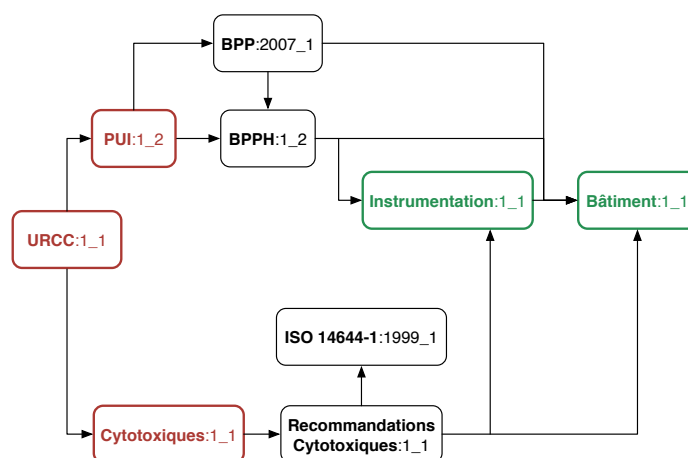 BPP:2007_1
PUI:1_2
BPPH:1_2
Instrumentation:1_1
Bâtiment:1_1
URCC:1_1
ISO 14644-1:1999_1
Cytotoxiques:1_1
Recommandations
Cytotoxiques:1_1